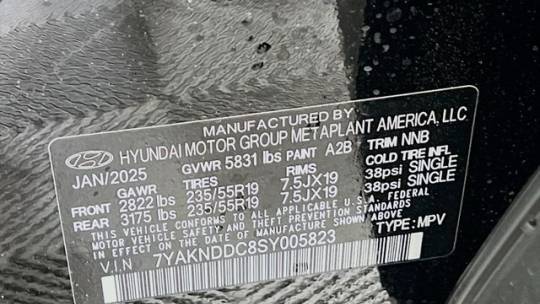 MANUFACTURED BY
HYUNDAI MOTOR GROUP METAPLANT AMERICA, LLC
JAN/2025 GVWR 5831 lbs PAINT A2B TRIM NNB
GAWR TIRES RIMS COLD TIRE INFL
FRONT 2822 lbs 235/55R19 7.5JX19 38psi SINGLE
REAR 3175 lbs 235/55R19 7.5JX19 38psi SINGLE
THIS VEHICLE CONFORMS TO ALL APPLICABLE U.S.A. FEDERAL
MOTOR VEHICLE SAFETY AND THEFT PREVENTION STANDARDS
IN EFFECT ON THE DATE OF MANUFACTURE SHOWN ABOVE.
V.I.N 7YAKNDDC8SY005823 TYPE : MPV